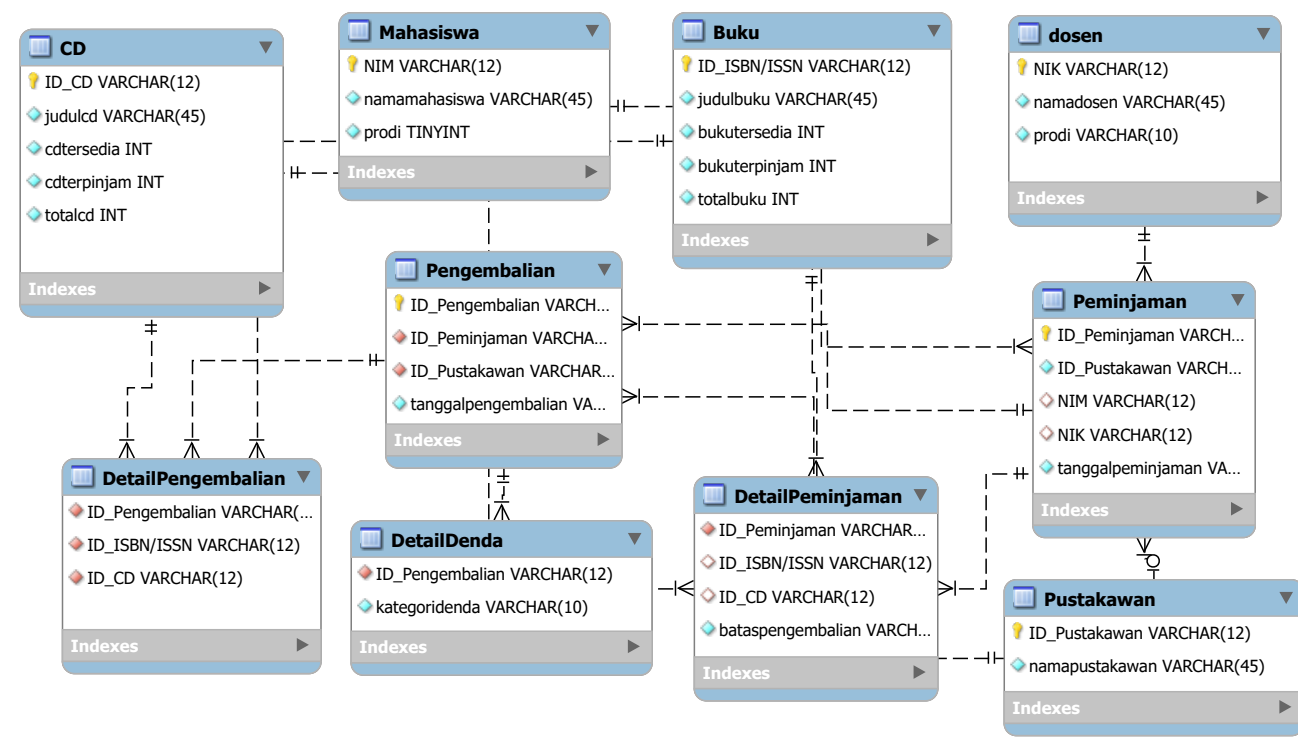 CD
ID_CD VARCHAR(12)
judulcd VARCHAR(45)
cdtersedia INT
cdterpinjam INT
totalcd INT
Indexes
Mahasiswa
NIM VARCHAR(12)
namamahasiswa VARCHAR(45)
prodi TINYINT
Indexes
Buku
ID_ISBN/ISSN VARCHAR(12)
judulbuku VARCHAR(45)
bukutersedia INT
bukuterpinjam INT
totalbuku INT
Indexes
dosen
NIK VARCHAR(12)
namadosen VARCHAR(45)
prodi VARCHAR(10)
Indexes
Pengembalian
ID_Pengembalian VARCH...
ID_Peminjaman VARCHA...
ID_Pustakawan VARCHAR...
tanggalpengembalian VA...
Indexes
Peminjaman
ID_Peminjaman VARCH...
ID_Pustakawan VARCH...
NIM VARCHAR(12)
NIK VARCHAR(12)
tanggalpeminjaman VA...
Indexes
DetailPengembalian
ID_Pengembalian VARCHAR(...
ID_ISBN/ISSN VARCHAR(12)
ID_CD VARCHAR(12)
Indexes
DetailDenda
ID_Pengembalian VARCHAR(12)
kategoridenda VARCHAR(10)
Indexes
DetailPeminjaman
ID_Peminjaman VARCHAR...
ID_ISBN/ISSN VARCHAR(12)
ID_CD VARCHAR(12)
bataspengembalian VARCH...
Indexes
Pustakawan
ID_Pustakawan VARCHAR(12)
namapustakawan VARCHAR(45)
Indexes